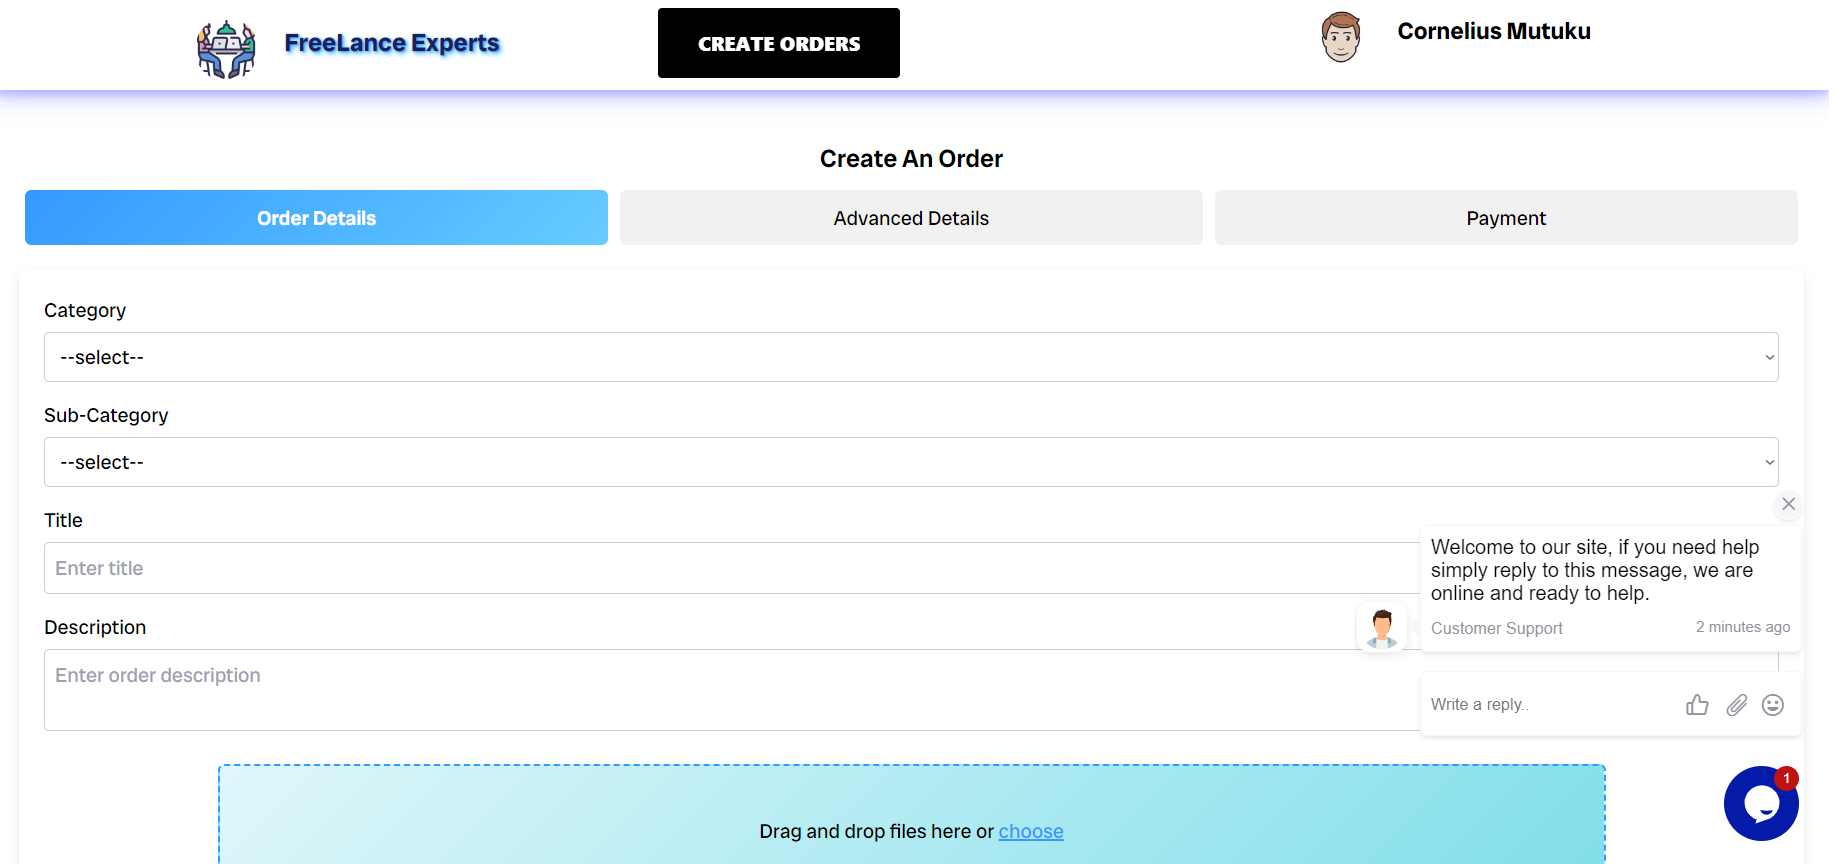 FreeLance Experts
CREATE ORDERS
Cornelius Mutuku
Create An Order
Order Details
Advanced Details
Payment
Category
--select--
Sub-Category
--select--
Title
Enter title
Description
Enter order description
Welcome to our site, if you need help
simply reply to this message, we are
online and ready to help.
Customer Support
2 minutes ago
Write a reply..
1
Drag and drop files here or choose